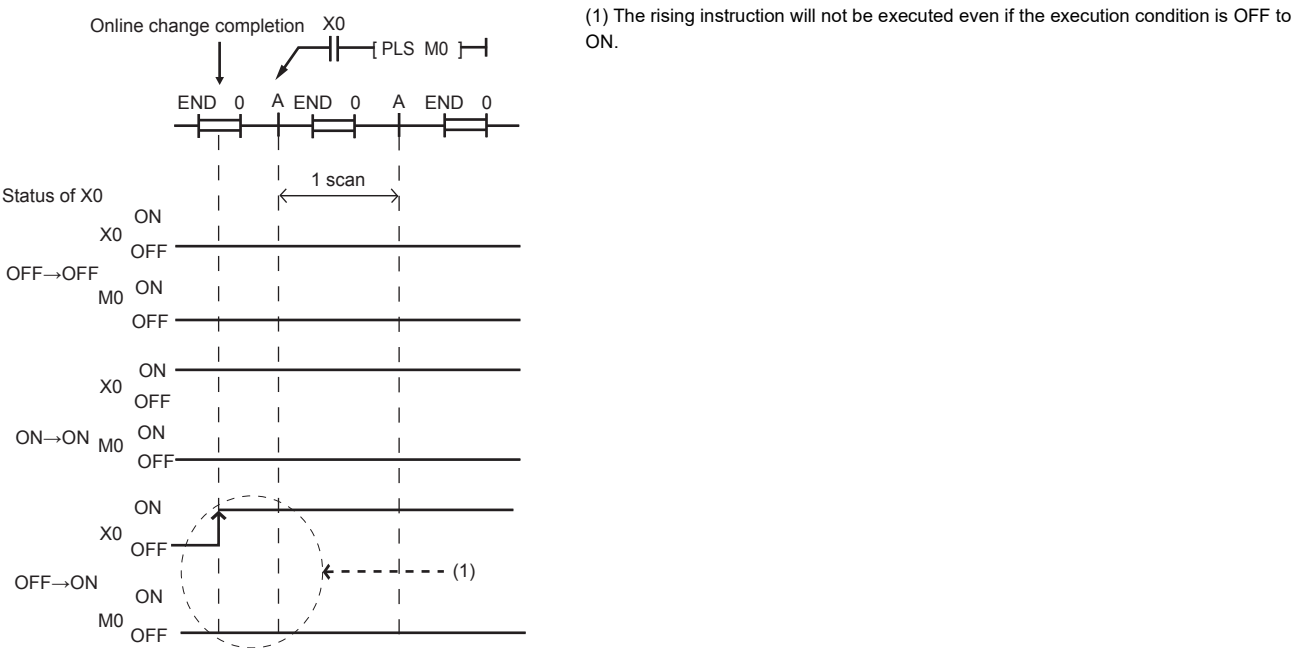 Online change completion X0
[ PLS M0 ]
END 0 A END 0 A END 0
1 scan
Status of X0
ON
X0
OFF
OFF→OFF
ON
M0
OFF
ON
X0
OFF
ON→ON
ON
M0
OFF
ON
X0
OFF
(1)
OFF→ON
ON
M0
OFF
(1) The rising instruction will not be executed even if the execution condition is OFF to
ON.